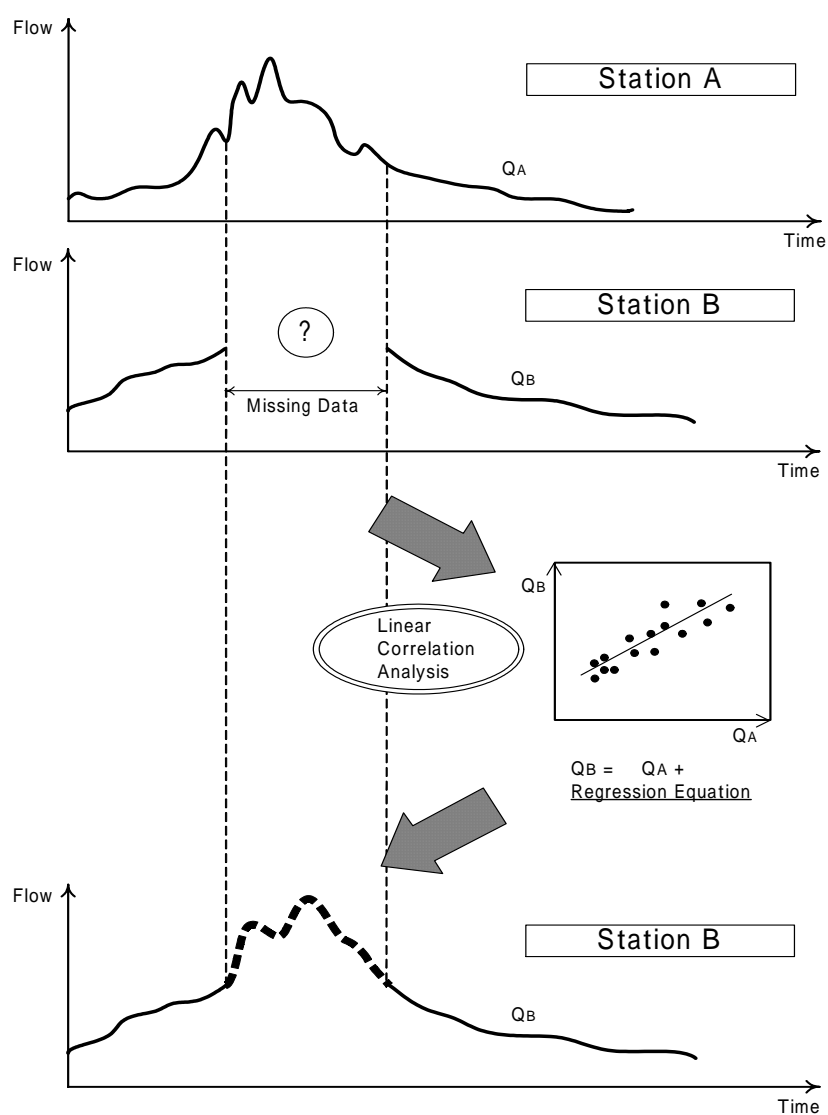 Flow
Station A
QA
Time
Flow
Station B
?
QB
Missing Data
Time
Linear
Correlation
Analysis
QB
QA
QB = QA +
Regression Equation
Flow
Station B
QB
Time